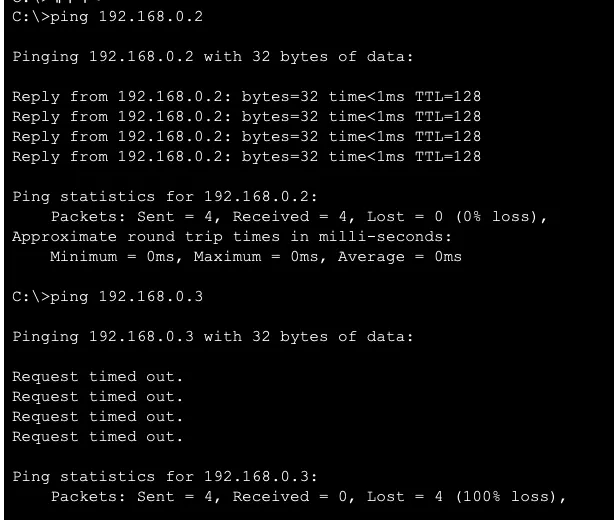 C:\>ping 192.168.0.2
Pinging 192.168.0.2 with 32 bytes of data:
Reply from 192.168.0.2: bytes=32 time<1ms TTL=128
Reply from 192.168.0.2: bytes=32 time<1ms TTL=128
Reply from 192.168.0.2: bytes=32 time<1ms TTL=128
Reply from 192.168.0.2: bytes=32 time<1ms TTL=128
Ping statistics for 192.168.0.2:
Packets: Sent = 4, Received = 4, Lost = 0 (0% loss),
Approximate round trip times in milli-seconds:
Minimum = 0ms, Maximum = 0ms, Average = 0ms
C:\>ping 192.168.0.3
Pinging 192.168.0.3 with 32 bytes of data:
Request timed out.
Request timed out.
Request timed out.
Request timed out.
Ping statistics for 192.168.0.3:
Packets: Sent = 4, Received = 0, Lost = 4 (100% loss),